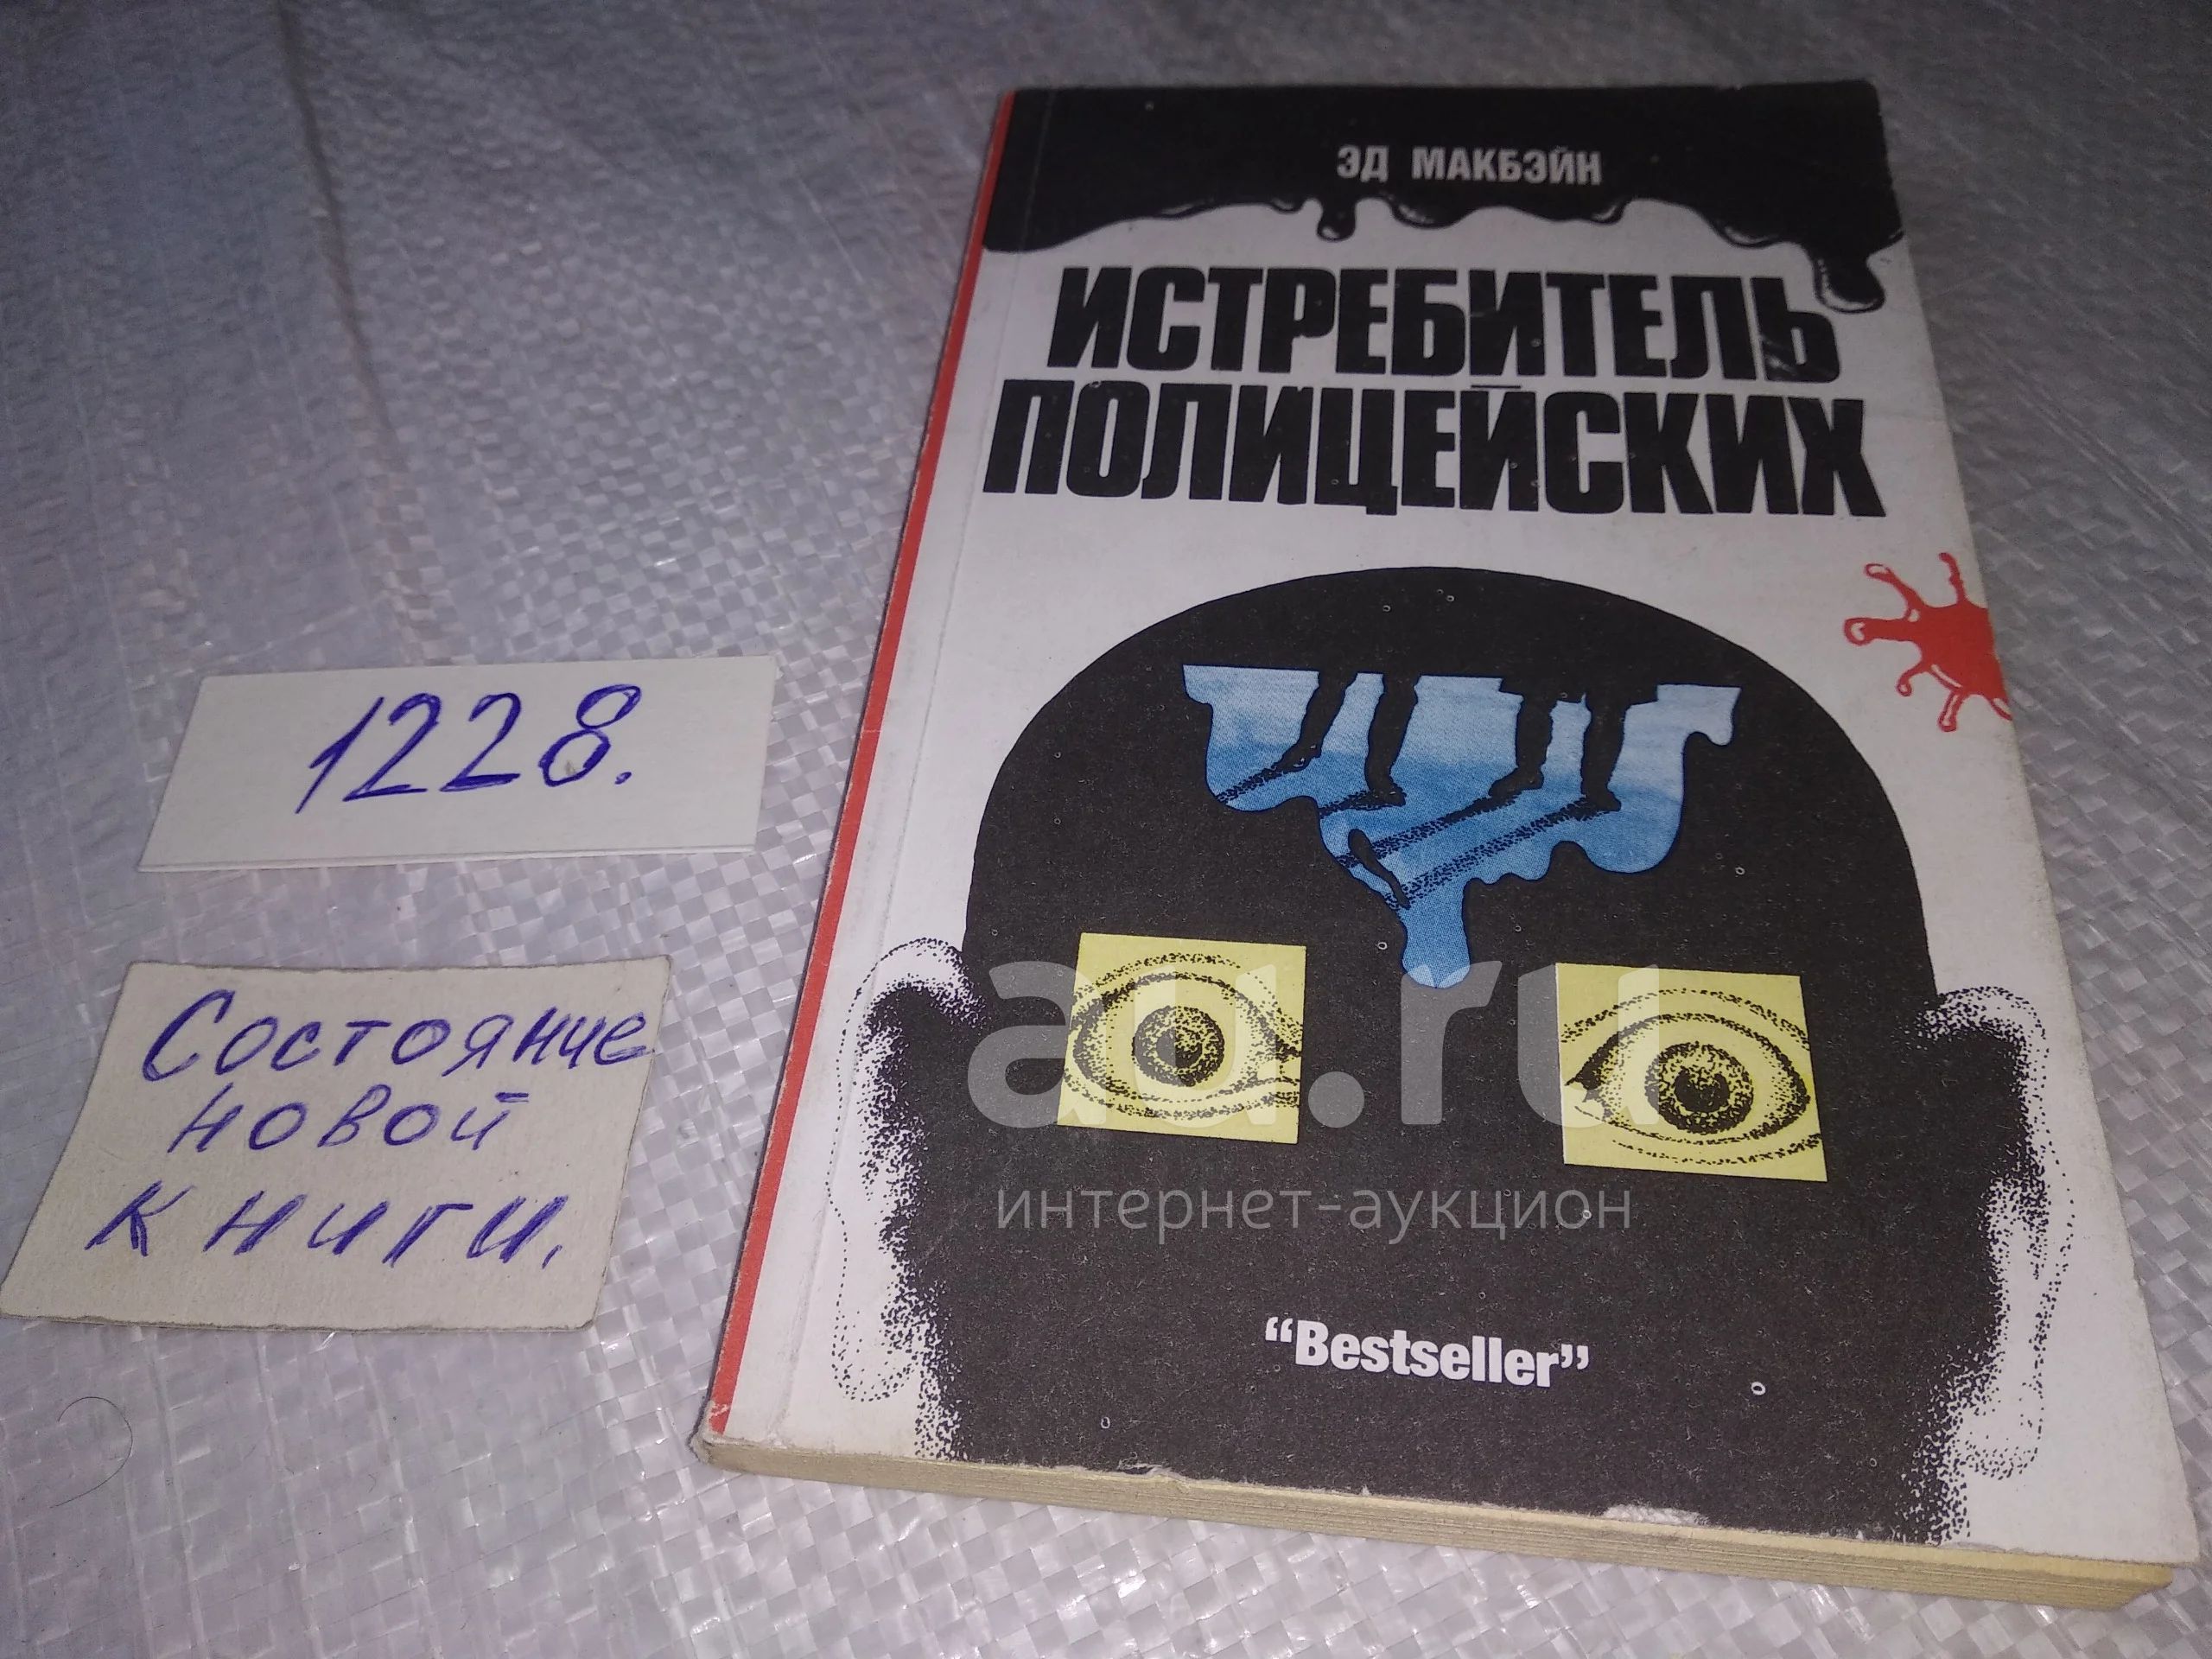 ЭД МАКБЭЙН
ИСТРЕБИТЕЛЬ
ПОЛИЦЕЙСКИХ
1228.
Состояние
новой
книги.
au.ru
интернет-аукцион
“Bestseller”